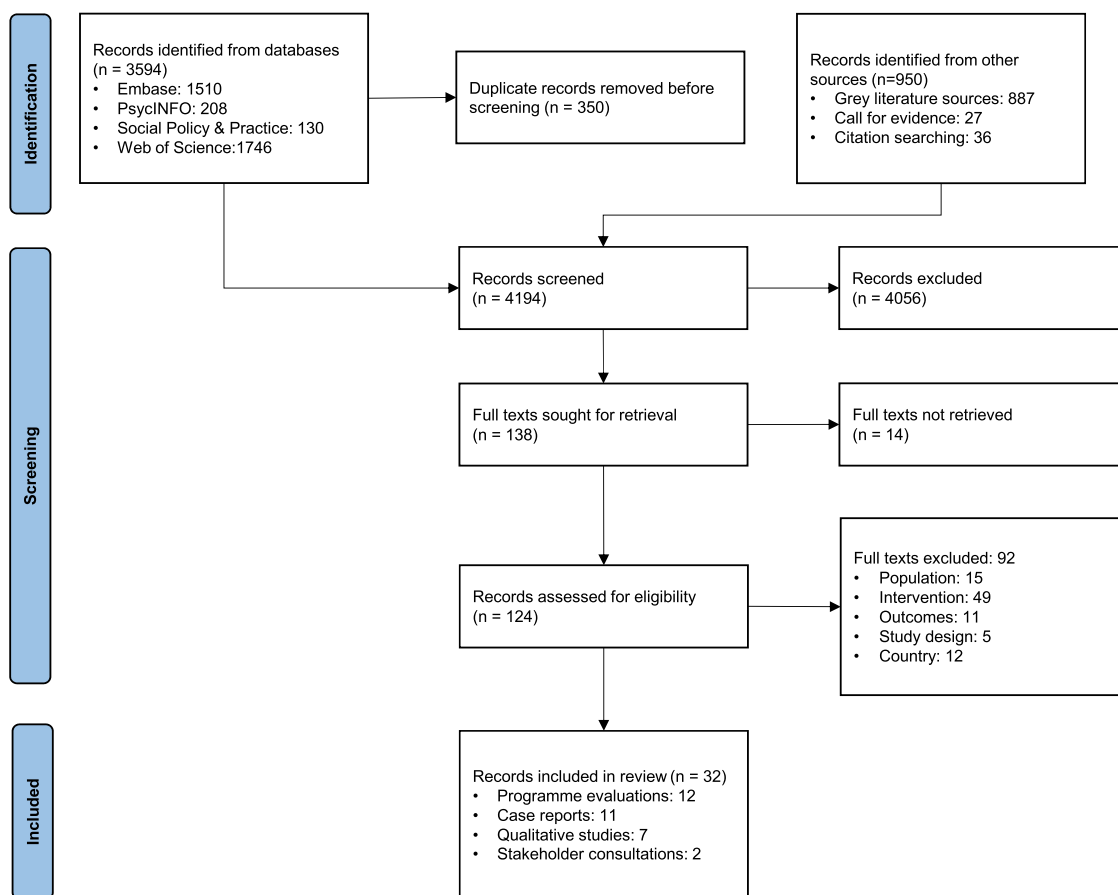 Identification
Records identified from databases
(n = 3594)
• Embase: 1510
• PsycINFO: 208
• Social Policy & Practice: 130
• Web of Science:1746
Duplicate records removed before
screening (n = 350)
Records identified from other
sources (n=950)
• Grey literature sources: 887
• Call for evidence: 27
• Citation searching: 36
Screening
Records screened
(n = 4194)
Records excluded
(n = 4056)
Full texts sought for retrieval
(n = 138)
Full texts not retrieved
(n = 14)
Records assessed for eligibility
(n = 124)
Full texts excluded: 92
• Population: 15
• Intervention: 49
• Outcomes: 11
• Study design: 5
• Country: 12
Included
Records included in review (n = 32)
• Programme evaluations: 12
• Case reports: 11
• Qualitative studies: 7
• Stakeholder consultations: 2